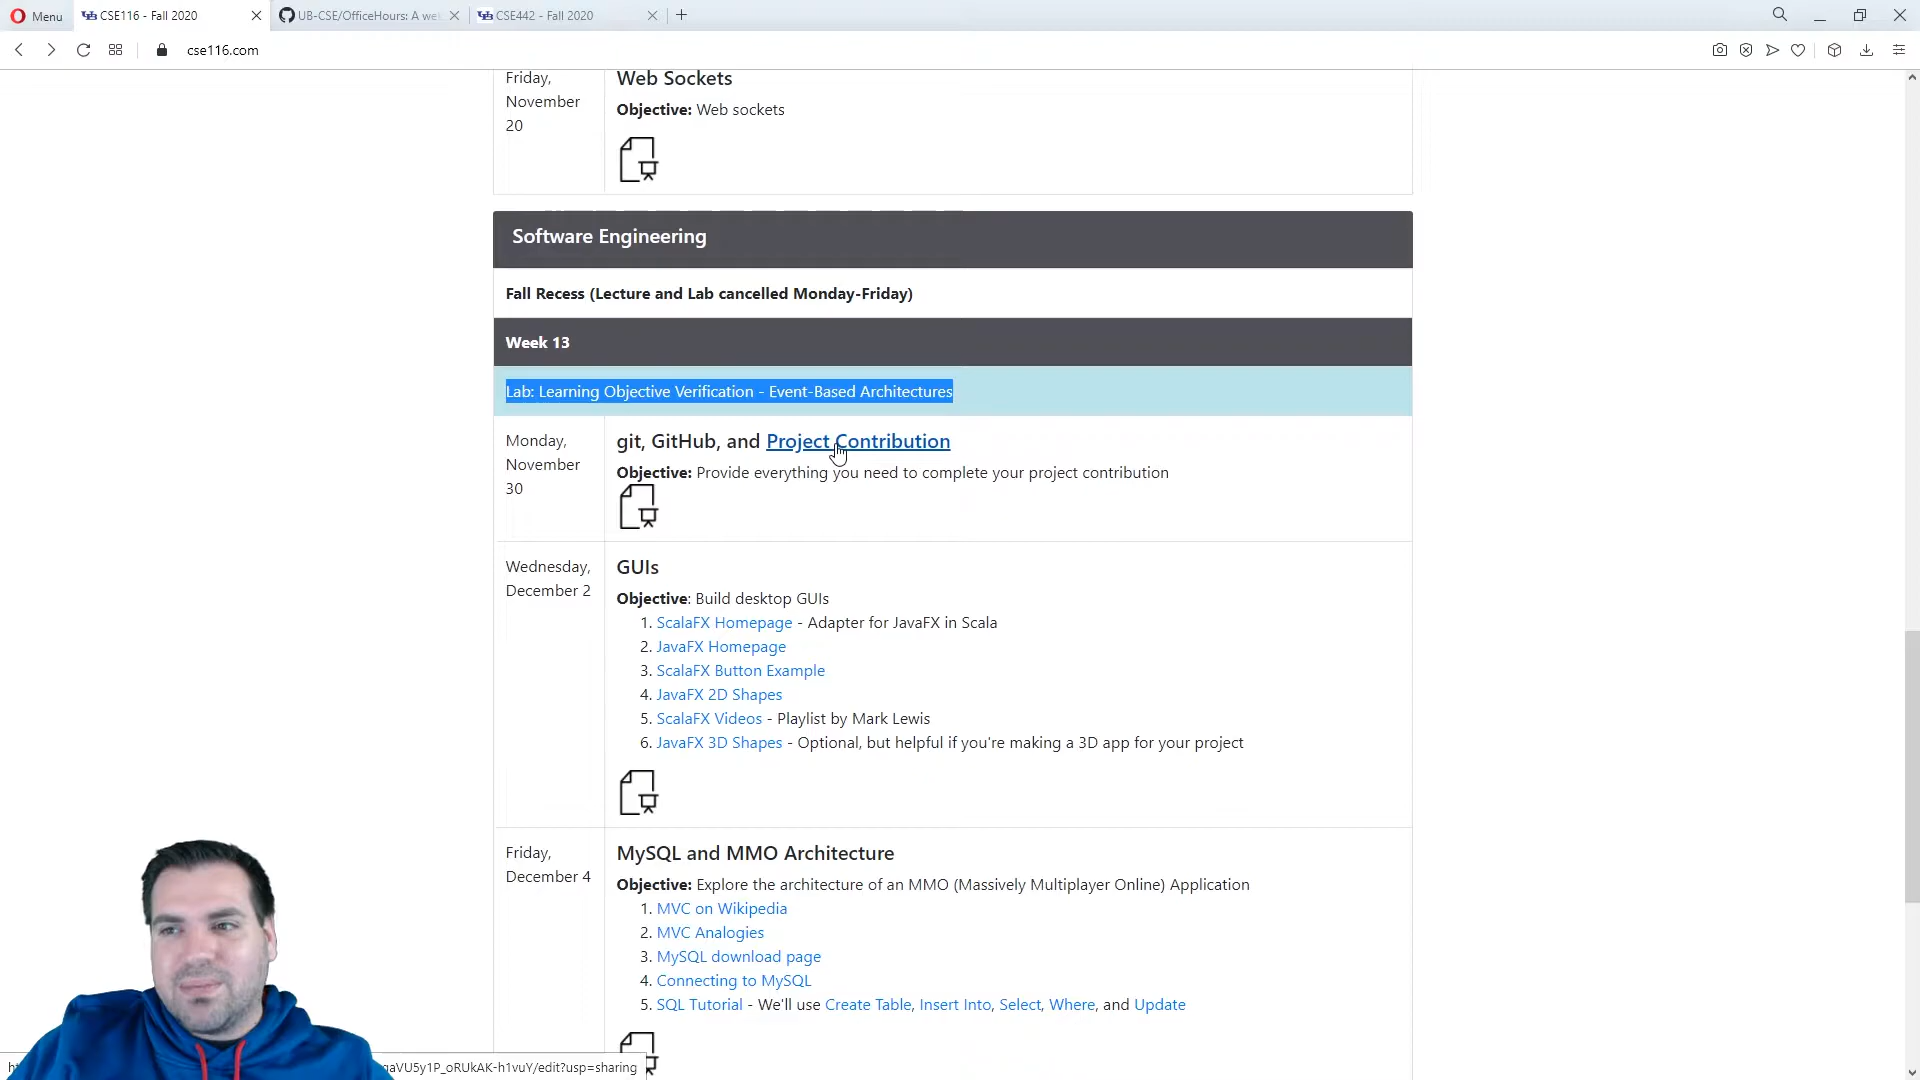 Menu
CSE116 - Fall 2020
UB-CSE/OfficeHours: A we
CSE442 - Fall 2020
cse116.com
Friday,
November
20
Web Sockets
Objective: Web sockets
Software Engineering
Fall Recess (Lecture and Lab cancelled Monday-Friday)
Week 13
Lab: Learning Objective Verification - Event-Based Architectures
Monday,
November
30
git, GitHub, and Project Contribution
Objective: Provide everything you need to complete your project contribution
Wednesday,
December 2
GUIs
Objective: Build desktop GUIs
1. ScalaFX Homepage - Adapter for JavaFX in Scala
2. JavaFX Homepage
3. ScalaFX Button Example
4. JavaFX 2D Shapes
5. ScalaFX Videos - Playlist by Mark Lewis
6. JavaFX 3D Shapes - Optional, but helpful if you're making a 3D app for your project
Friday,
December 4
MySQL and MMO Architecture
Objective: Explore the architecture of an MMO (Massively Multiplayer Online) Application
1. MVC on Wikipedia
2. MVC Analogies
3. MySQL download page
4. Connecting to MySQL
5. SQL Tutorial - We'll use Create Table, Insert Into, Select, Where, and Update
aVU5y1P_oRUkAK-h1vuY/edit?usp=sharing